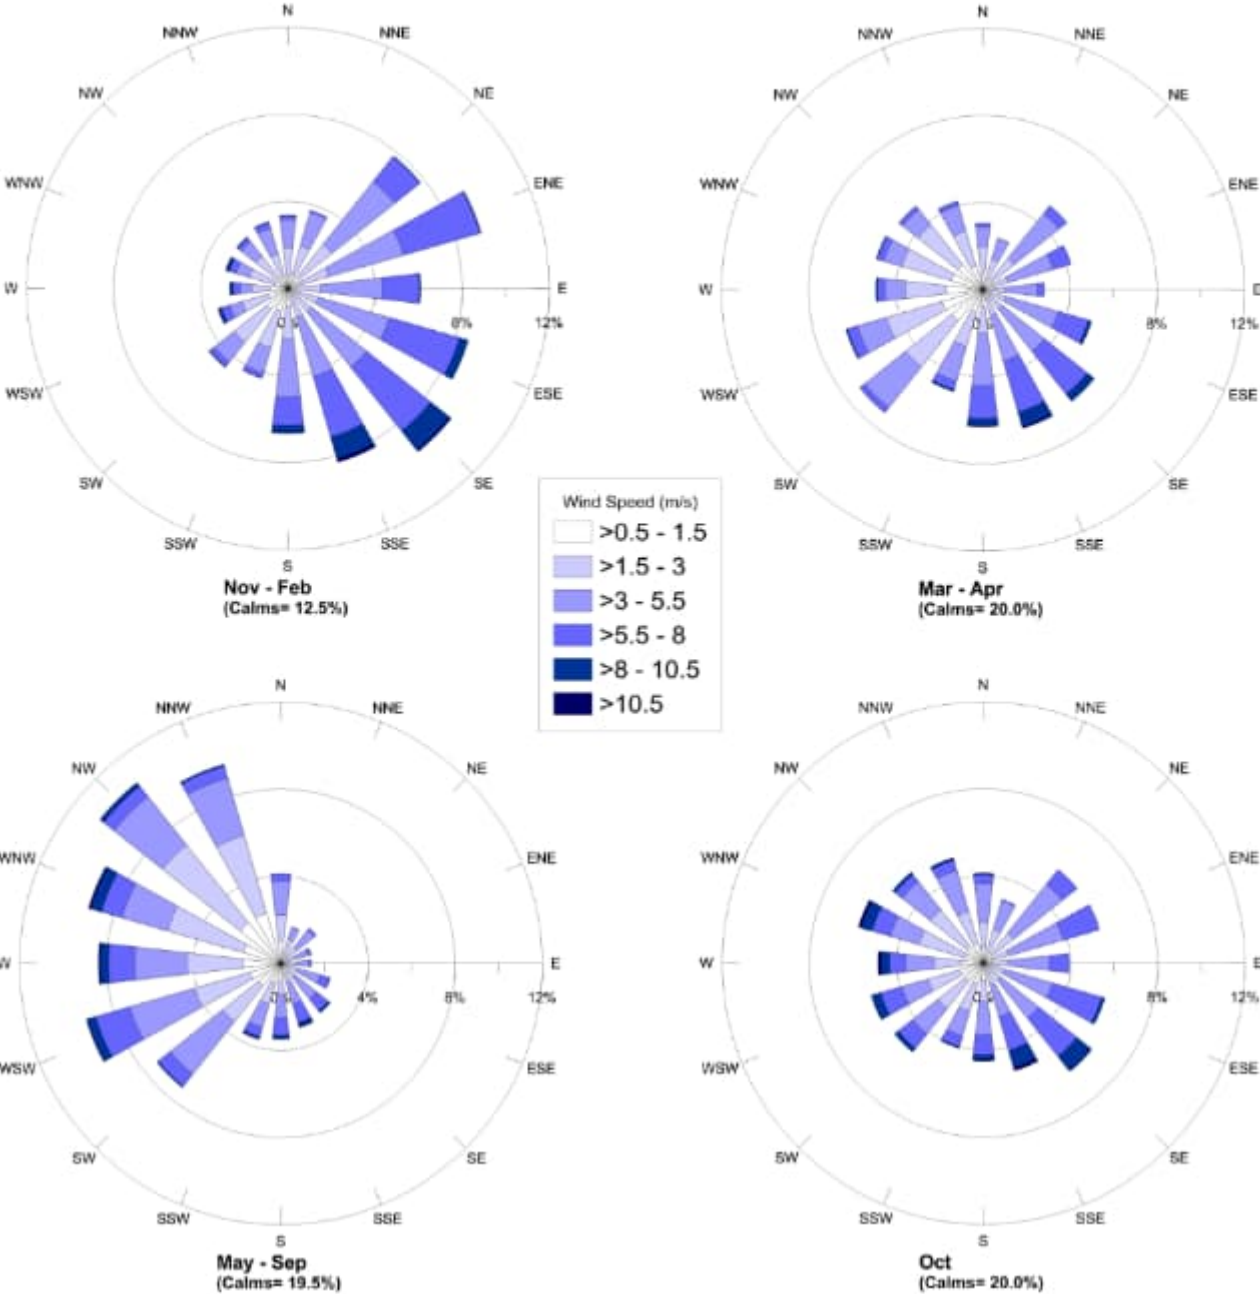 N
NNW
NNE
NW
NE
WNW
ENE
W
E
8%
12%
WSW
ESE
SW
SE
SSW
SSE
S
Nov - Feb
(Calms= 12.5%)
N
NNW
NNE
NW
NE
WNW
ENE
W
8%
12%
WSW
ESE
SW
SE
SSW
SSE
S
Mar - Apr
(Calms= 20.0%)
Wind Speed (m/s)
>0.5 - 1.5
>1.5 - 3
>3 - 5.5
>5.5 - 8
>8 - 10.5
>10.5
N
NNW
NNE
NW
NE
WNW
ENE
W
E
4%
8%
12%
WSW
ESE
SW
SE
SSW
SSE
S
May - Sep
(Calms= 19.5%)
N
NNW
NNE
NW
NE
WNW
ENE
W
8%
12%
WSW
ESE
SW
SE
SSW
SSE
S
Oct
(Calms= 20.0%)